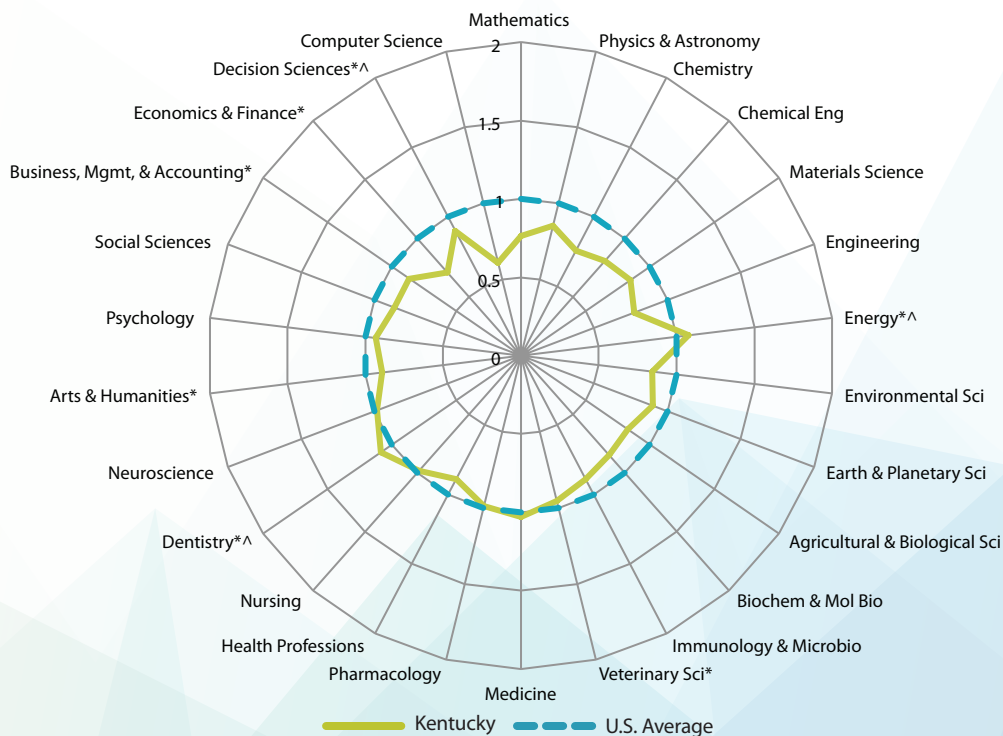 Mathematics
Computer Science
Physics & Astronomy
2
Decision Sciences*^
Chemistry
Economics & Finance*
Chemical Eng
1.5
Business, Mgmt, & Accounting*
Materials Science
1
Social Sciences
Engineering
0.5
Psychology
Energy*^
0
Arts & Humanities*
Environmental Sci
Neuroscience
Earth & Planetary Sci
Dentistry*^
Agricultural & Biological Sci
Nursing
Biochem & Mol Bio
Health Professions
Immunology & Microbio
Pharmacology
Veterinary Sci*
Medicine
Kentucky
U.S. Average